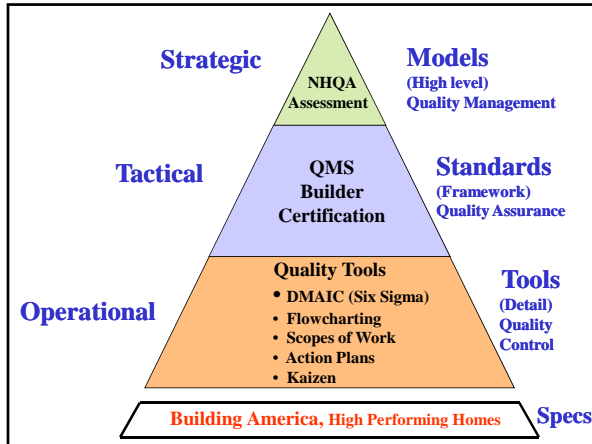 Strategic
NHQA
Assessment
Models
(High level)
Quality Management
Tactical
QMS
Builder
Certification
Standards
(Framework)
Quality Assurance
Operational
Quality Tools
• DMAIC (Six Sigma)
• Flowcharting
• Scopes of Work
• Action Plans
• Kaizen
Tools
(Detail)
Quality
Control
Building America, High Performing Homes
Specs